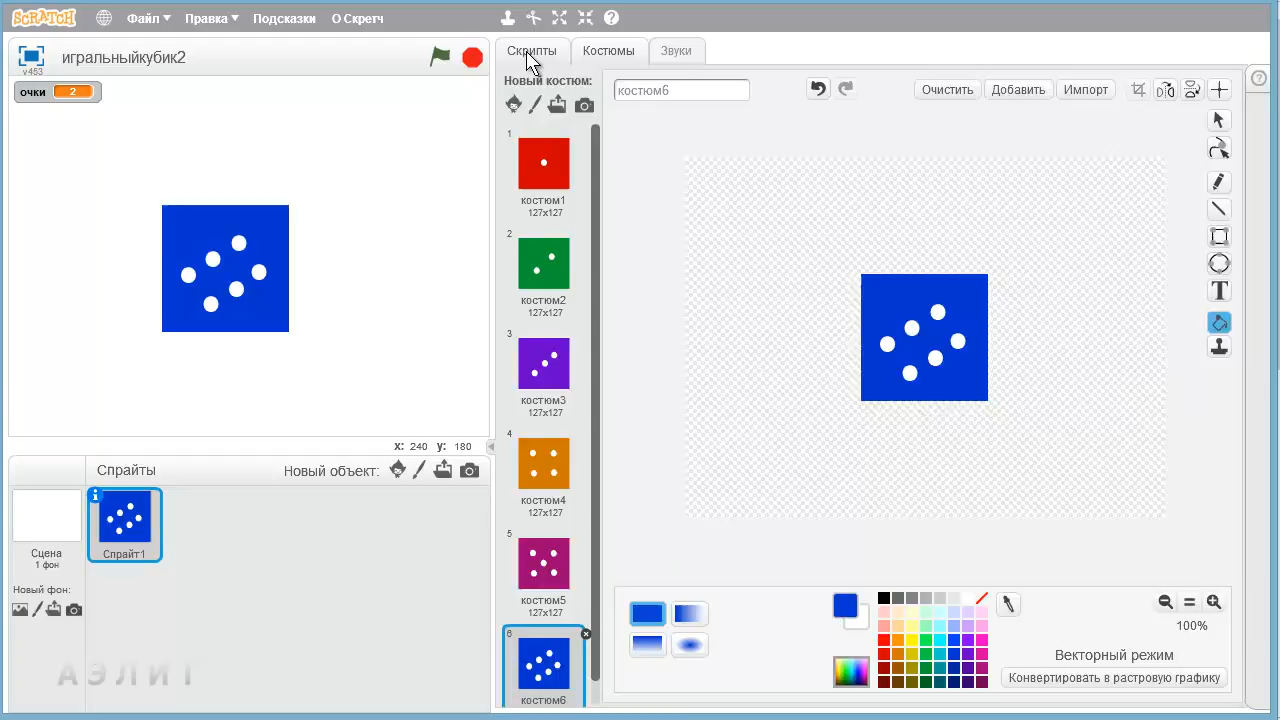 SCRATCH Файл Правка Подсказки О Скретч
v453
игральныйкубик2
очки 2
x: 240 y: 180
Спрайты Новый объект:
Сцена
1 фон
Новый фон:
Спрайт1
АЭЛИТ
Скрипты Костюмы Звуки
Новый костюм:
1
костюм1
127x127
2
костюм2
127x127
3
костюм3
127x127
4
костюм4
127x127
5
костюм5
127x127
6
костюм6
костюм6 Очистить Добавить Импорт
T
100%
Векторный режим
Конвертировать в растровую графику